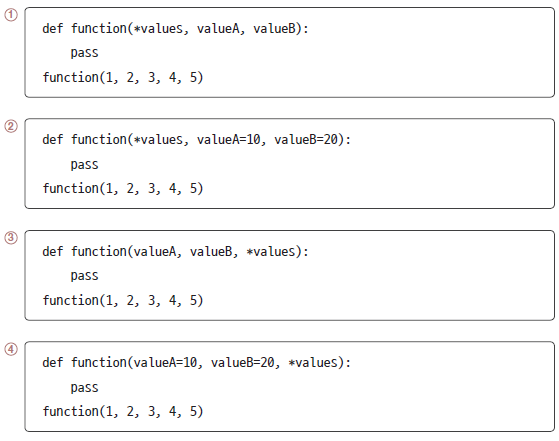 ①
def function(*values, valueA, valueB):
    pass
function(1, 2, 3, 4, 5)
②
def function(*values, valueA=10, valueB=20):
    pass
function(1, 2, 3, 4, 5)
③
def function(valueA, valueB, *values):
    pass
function(1, 2, 3, 4, 5)
④
def function(valueA=10, valueB=20, *values):
    pass
function(1, 2, 3, 4, 5)